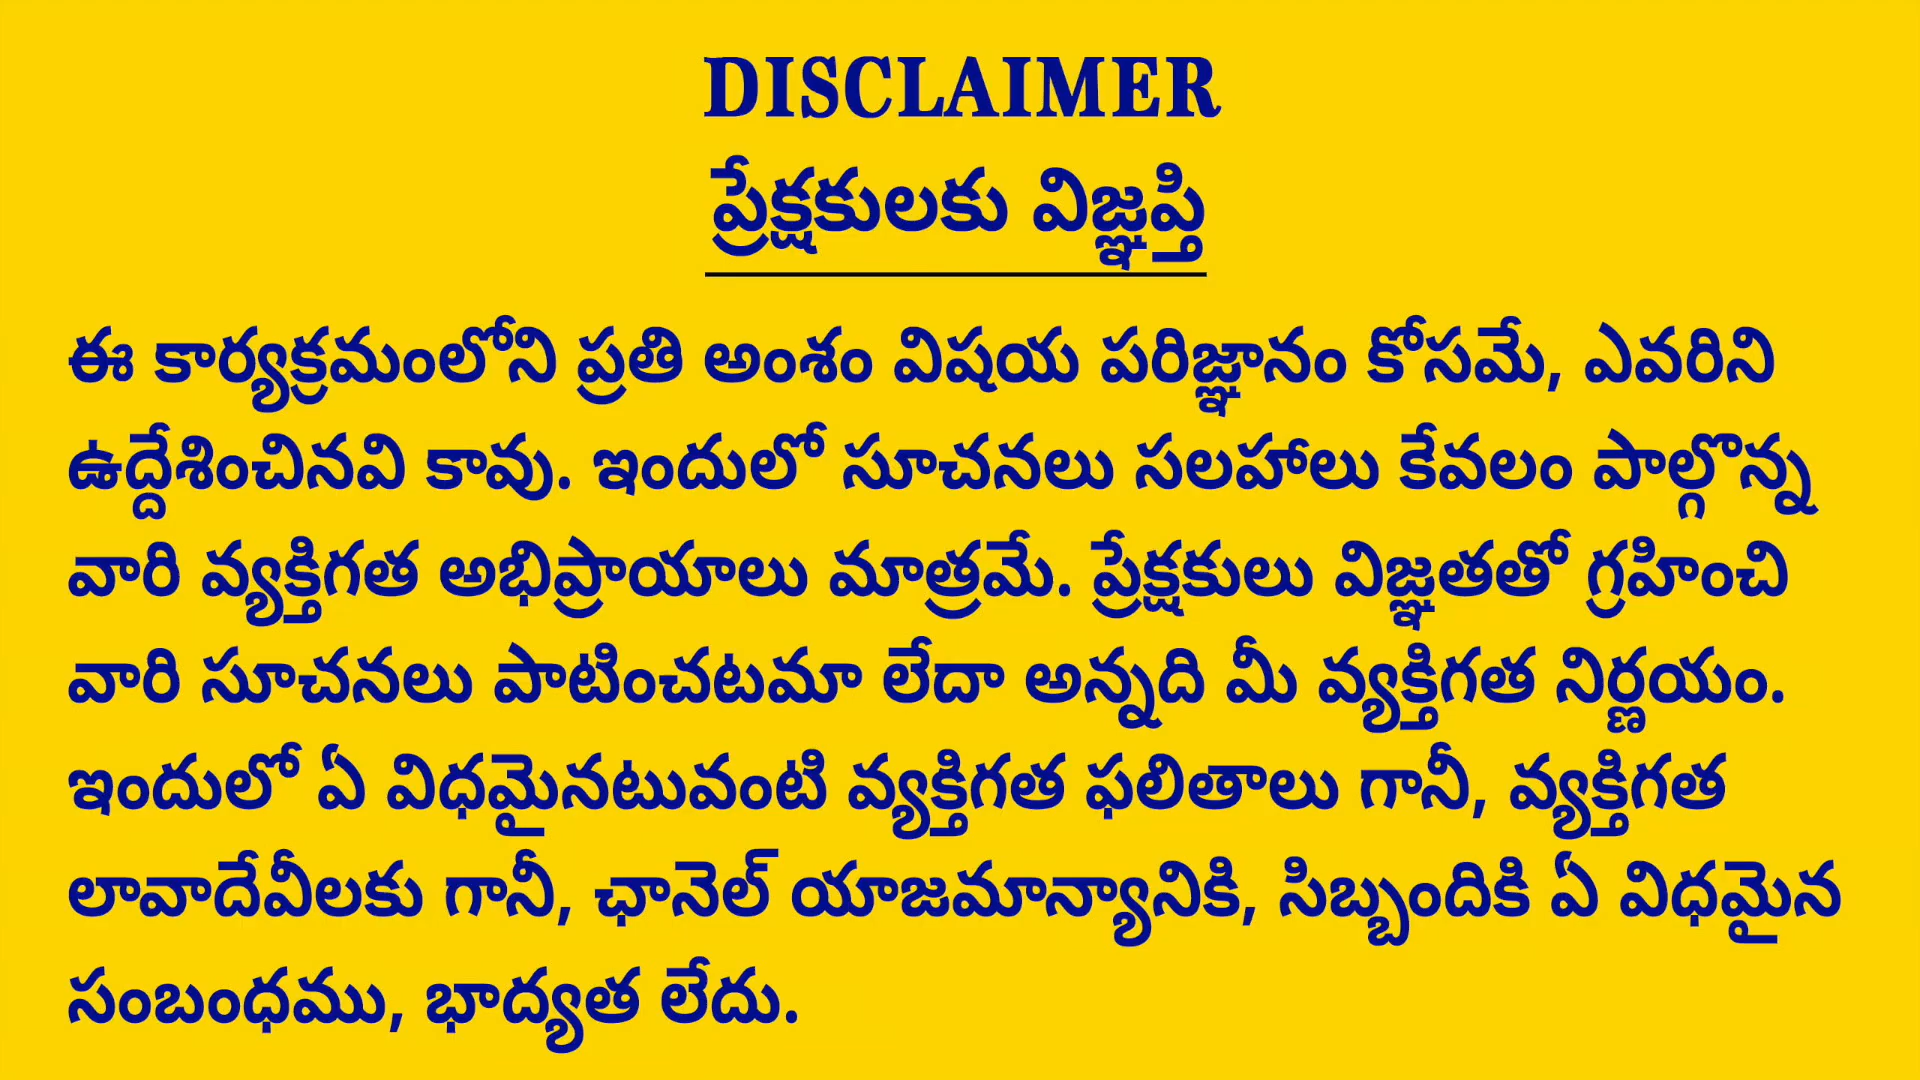 DISCLAIMER
ప్రేక్షకులకు విజ్ఞప్తి
ఈ కార్యక్రమంలోని ప్రతి అంశం విషయ పరిజ్ఞానం కోసమే, ఎవరిని
ఉద్దేశించినవి కావు. ఇందులో సూచనలు సలహాలు కేవలం పాల్గొన్న
వారి వ్యక్తిగత అభిప్రాయాలు మాత్రమే. ప్రేక్షకులు విజ్ఞతతో గ్రహించి
వారి సూచనలు పాటించటమా లేదా అన్నది మీ వ్యక్తిగత నిర్ణయం.
ఇందులో ఏ విధమైనటువంటి వ్యక్తిగత ఫలితాలు గానీ, వ్యక్తిగత
లావాదేవీలకు గానీ, ఛానెల్ యాజమాన్యానికి, సిబ్బందికి ఏ విధమైన
సంబంధము, భాద్యత లేదు.